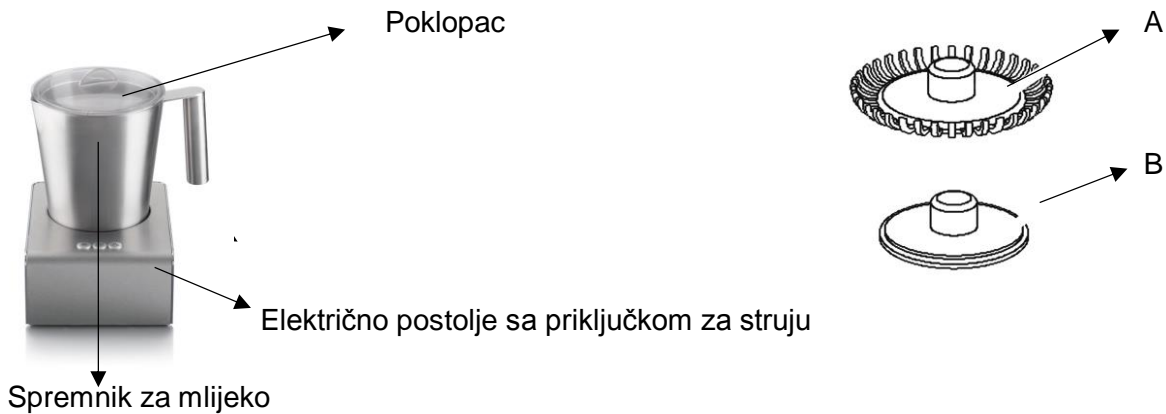 Poklopac
A
B
Električno postolje sa priključkom za struju
Spremnik za mlijeko